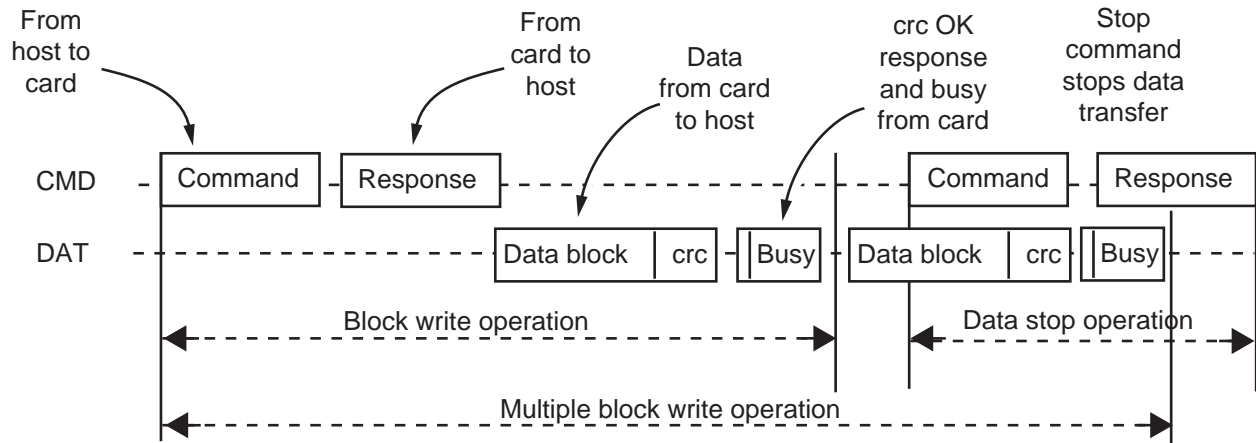 From
host to
card
From
card to
host
Data
from card
to host
crc OK
response
and busy
from card
Stop
command
stops data
transfer
CMD
Command
Response
Command
Response
DAT
Data block
crc
Busy
Data block
crc
Busy
Block write operation
Data stop operation
Multiple block write operation